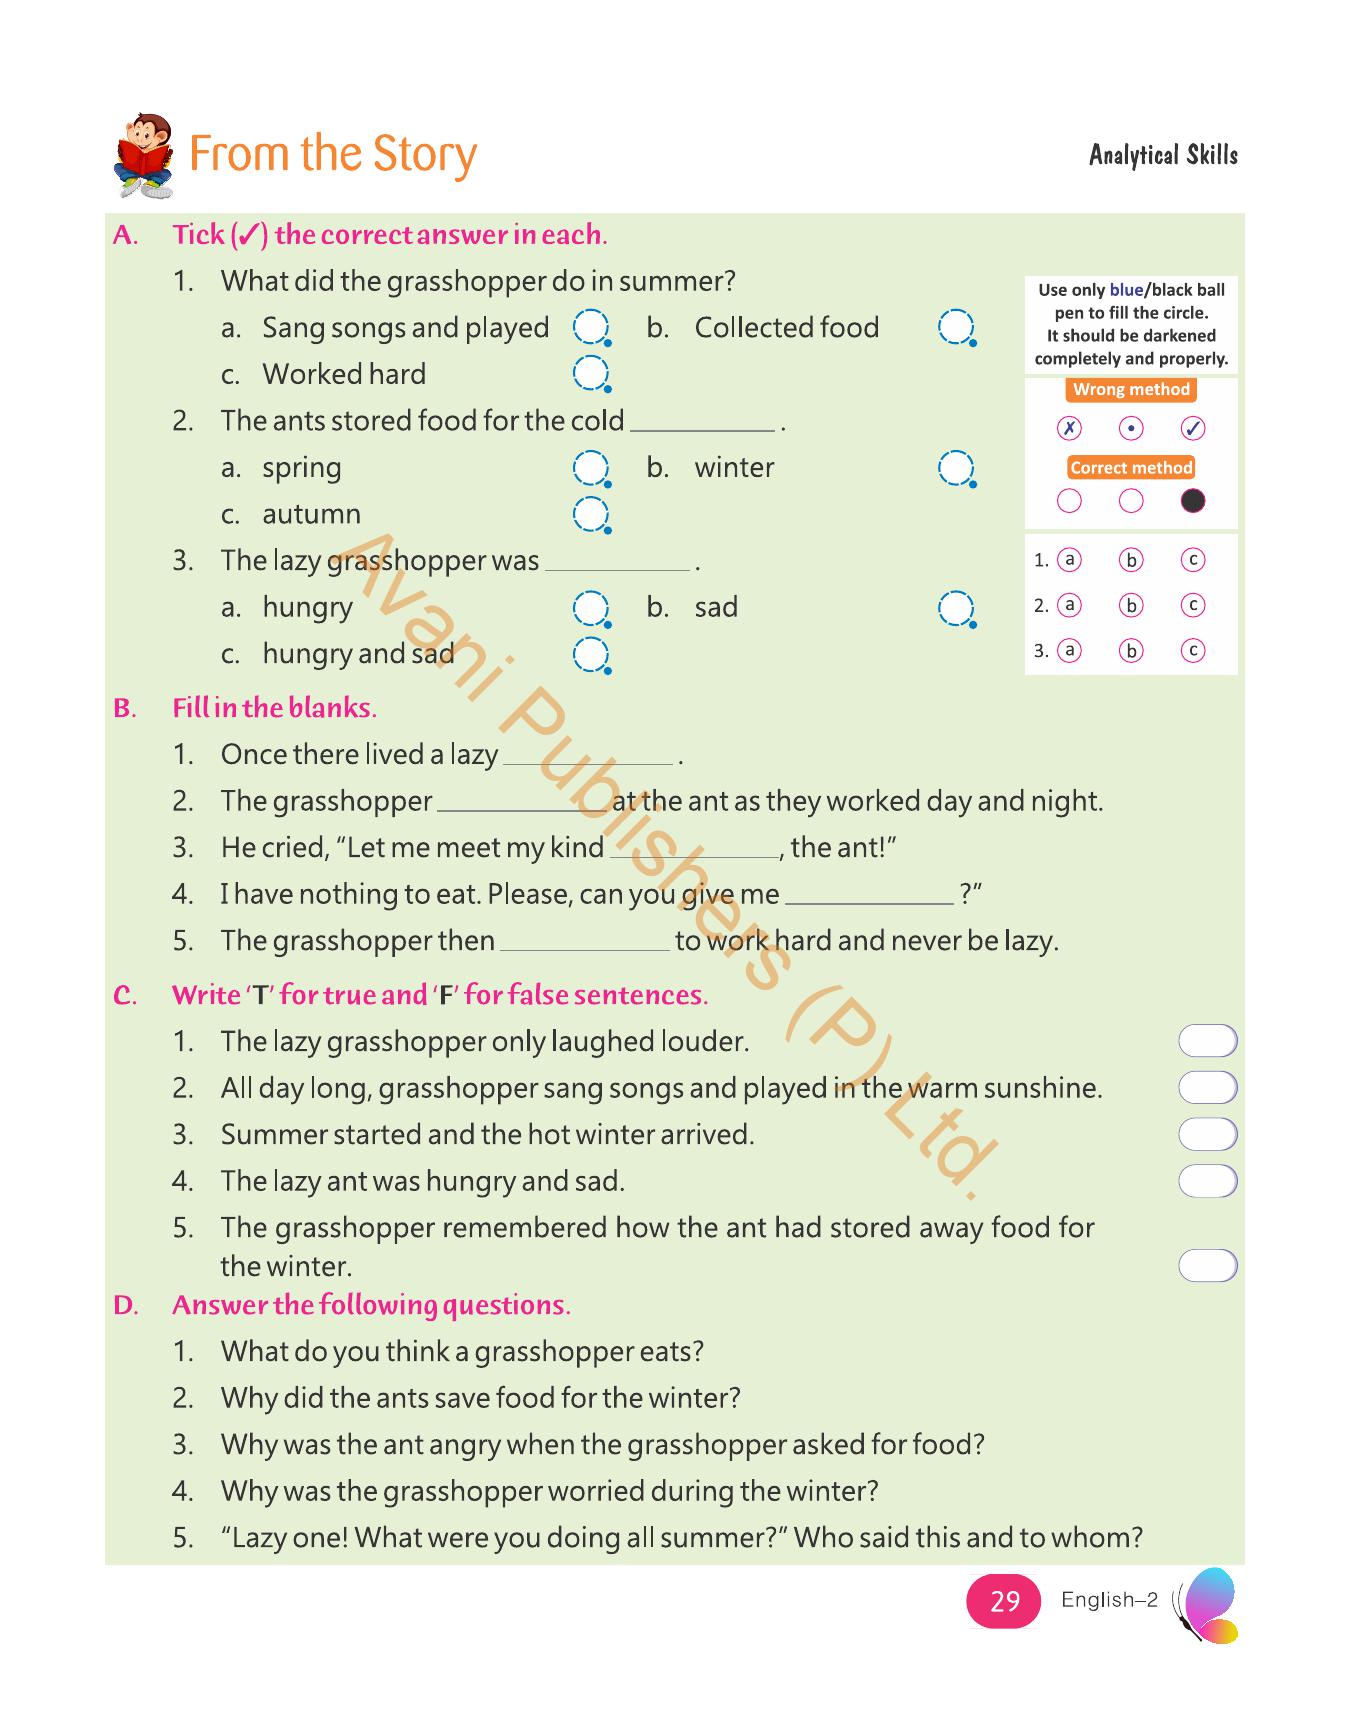 From the Story
Analytical Skills
A. Tick (✓) the correct answer in each.
1. What did the grasshopper do in summer?
a. Sang songs and played b. Collected food
c. Worked hard
2. The ants stored food for the cold __________ .
a. spring b. winter
c. autumn
3. The lazy grasshopper was __________ .
a. hungry b. sad
c. hungry and sad
Use only blue/black ball
pen to fill the circle.
It should be darkened
completely and properly.
Wrong method
✗ • ✓
Correct method
1. a b c
2. a b c
3. a b c
B. Fill in the blanks.
1. Once there lived a lazy ____________ .
2. The grasshopper ____________ at the ant as they worked day and night.
3. He cried, “Let me meet my kind ____________, the ant!”
4. I have nothing to eat. Please, can you give me ____________ ?”
5. The grasshopper then ____________ to work hard and never be lazy.
C. Write ‘T’ for true and ‘F’ for false sentences.
1. The lazy grasshopper only laughed louder.
2. All day long, grasshopper sang songs and played in the warm sunshine.
3. Summer started and the hot winter arrived.
4. The lazy ant was hungry and sad.
5. The grasshopper remembered how the ant had stored away food for
the winter.
D. Answer the following questions.
1. What do you think a grasshopper eats?
2. Why did the ants save food for the winter?
3. Why was the ant angry when the grasshopper asked for food?
4. Why was the grasshopper worried during the winter?
5. “Lazy one! What were you doing all summer?” Who said this and to whom?
29 English–2
Avani Publishers (P) Ltd.